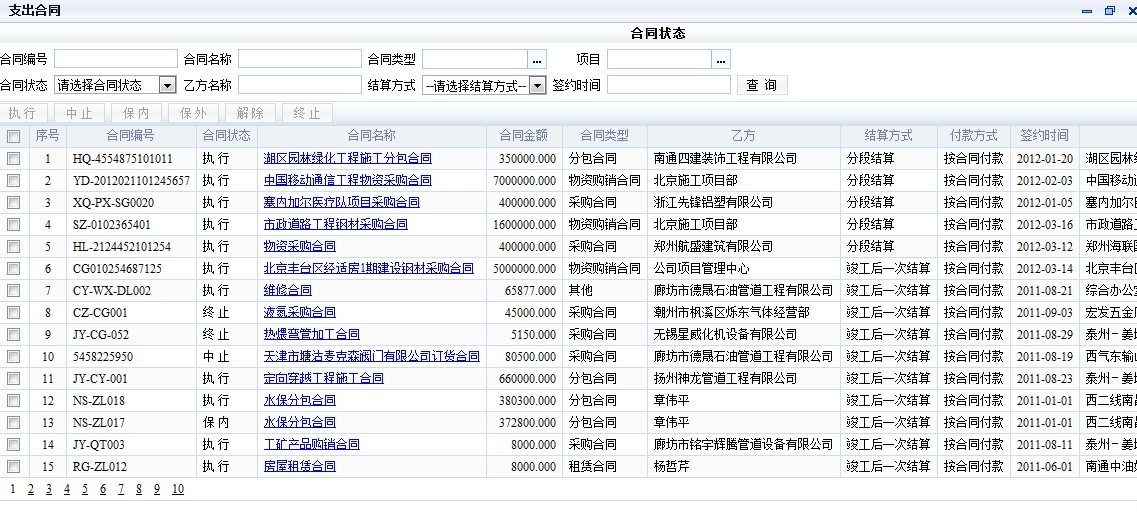 支出合同
合同状态
合同编号 合同名称 合同类型 ... 项目 ...
合同状态 请选择合同状态 乙方名称 结算方式 --请选择结算方式-- 签约时间 查 询
执 行 中 止 保 内 保 外 解 除 终 止
序号 合同编号 合同状态 合同名称 合同金额 合同类型 乙方 结算方式 付款方式 签约时间
1 HQ-4554875101011 执 行 湖区园林绿化工程施工分包合同 350000.000 分包合同 南通四建装饰工程有限公司 分段结算 按合同付款 2012-01-20 湖区园林
2 YD-2012021101245657 执 行 中国移动通信工程物资采购合同 7000000.000 物资购销合同 北京施工项目部 分段结算 按合同付款 2012-02-03 中国移动
3 XQ-PX-SG0020 执 行 塞内加尔医疗队项目采购合同 400000.000 采购合同 浙江先锋铝塑有限公司 分段结算 按合同付款 2012-01-05 塞内加尔
4 SZ-0102365401 执 行 市政道路工程钢材采购合同 1600000.000 物资购销合同 北京施工项目部 分段结算 按合同付款 2012-03-16 市政道路
5 HL-2124452101254 执 行 物资采购合同 400000.000 采购合同 郑州航盛建筑有限公司 分段结算 按合同付款 2012-03-12 郑州海联
6 CG010254687125 执 行 北京丰台区经适房1期建设钢材采购合同 5000000.000 物资购销合同 公司项目管理中心 竣工后一次结算 按合同付款 2012-03-14 北京丰台
7 CY-WX-DL002 执 行 维修合同 65877.000 其他 廊坊市德晟石油管道工程有限公司 竣工后一次结算 按合同付款 2011-08-21 综合办公
8 CZ-CG001 终 止 液氮采购合同 45000.000 采购合同 潮州市枫溪区烁东气体经营部 竣工后一次结算 按合同付款 2011-09-03 宏发五金
9 JY-CG-052 终 止 热煨弯管加工合同 5150.000 采购合同 无锡星威化机设备有限公司 竣工后一次结算 按合同付款 2011-08-29 泰州－姜
10 5458225950 中 止 天津市塘沽麦克森阀门有限公司订货合同 80500.000 采购合同 廊坊市德晟石油管道工程有限公司 竣工后一次结算 按合同付款 2011-08-19 西气东输
11 JY-CY-001 执 行 定向穿越工程施工合同 660000.000 分包合同 扬州神龙管道工程有限公司 竣工后一次结算 按合同付款 2011-08-23 泰州－姜
12 NS-ZL018 执 行 水保分包合同 380300.000 分包合同 章伟平 竣工后一次结算 按合同付款 2011-01-01 西二线南
13 NS-ZL017 保 内 水保分包合同 372800.000 分包合同 章伟平 竣工后一次结算 按合同付款 2011-01-01 西二线南
14 JY-QT003 执 行 工矿产品购销合同 8000.000 采购合同 廊坊市铭宇辉腾管道设备有限公司 竣工后一次结算 按合同付款 2011-08-11 泰州－姜
15 RG-ZL012 执 行 房屋租赁合同 8000.000 租赁合同 杨哲芹 竣工后一次结算 按合同付款 2011-06-01 南通中油
1 2 3 4 5 6 7 8 9 10